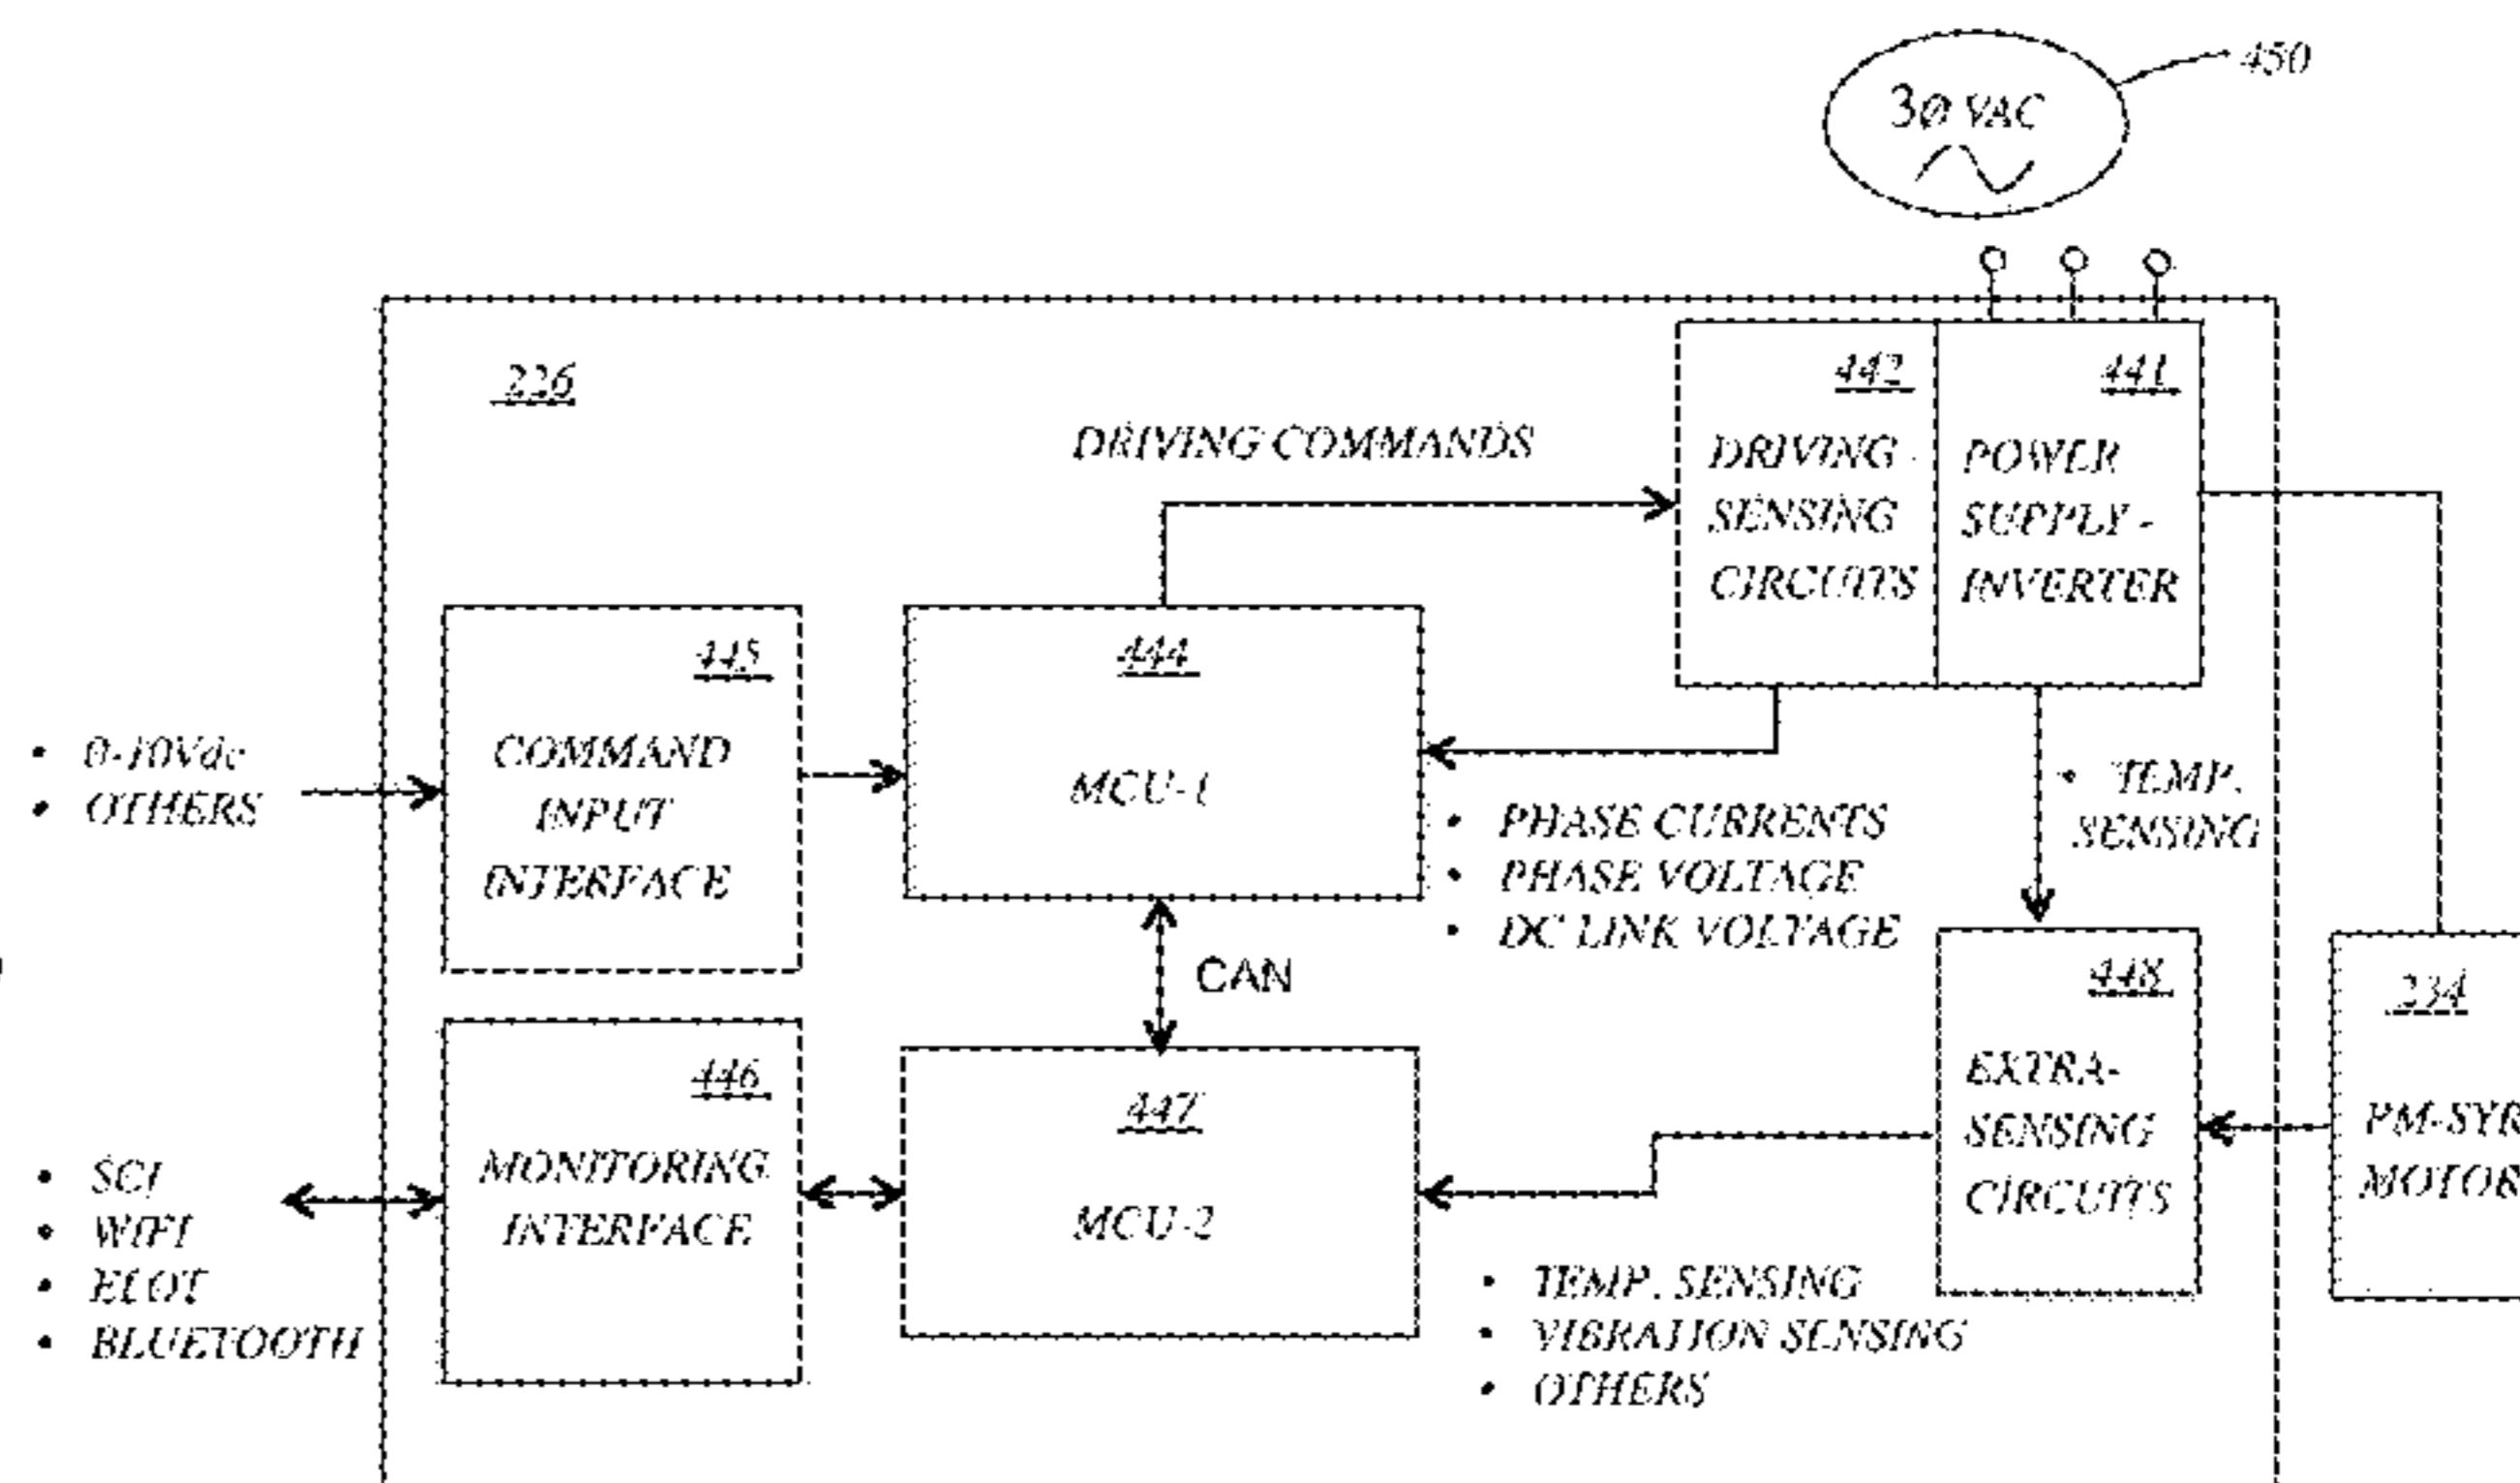 450
3Ø VAC
226
442
441
DRIVING -
SENSING
CIRCUITS
POWER
SUPPLY -
INVERTER
DRIVING COMMANDS
445
COMMAND
INPUT
INTERFACE
444
MCU-1
• 0-10Vdc
• OTHERS
• TEMP.
SENSING
• PHASE CURRENTS
• PHASE VOLTAGE
• DC LINK VOLTAGE
CAN
448
EXTRA-
SENSING
CIRCUITS
234
MOTOR
446
MONITORING
INTERFACE
447
MCU-2
• SCI
• WIFI
• ELOT
• BLUETOOTH
• TEMP. SENSING
• VIBRATION SENSING
• OTHERS